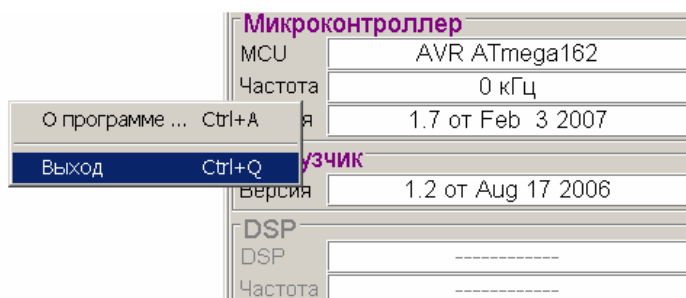 Микроконтроллер
MCU AVR ATmega162
Частота 0 кГц
О программе ... Ctrl+A
я 1.7 от Feb 3 2007
Выход Ctrl+Q
узчик
Версия 1.2 от Aug 17 2006
DSP
DSP ------------
Частота ------------